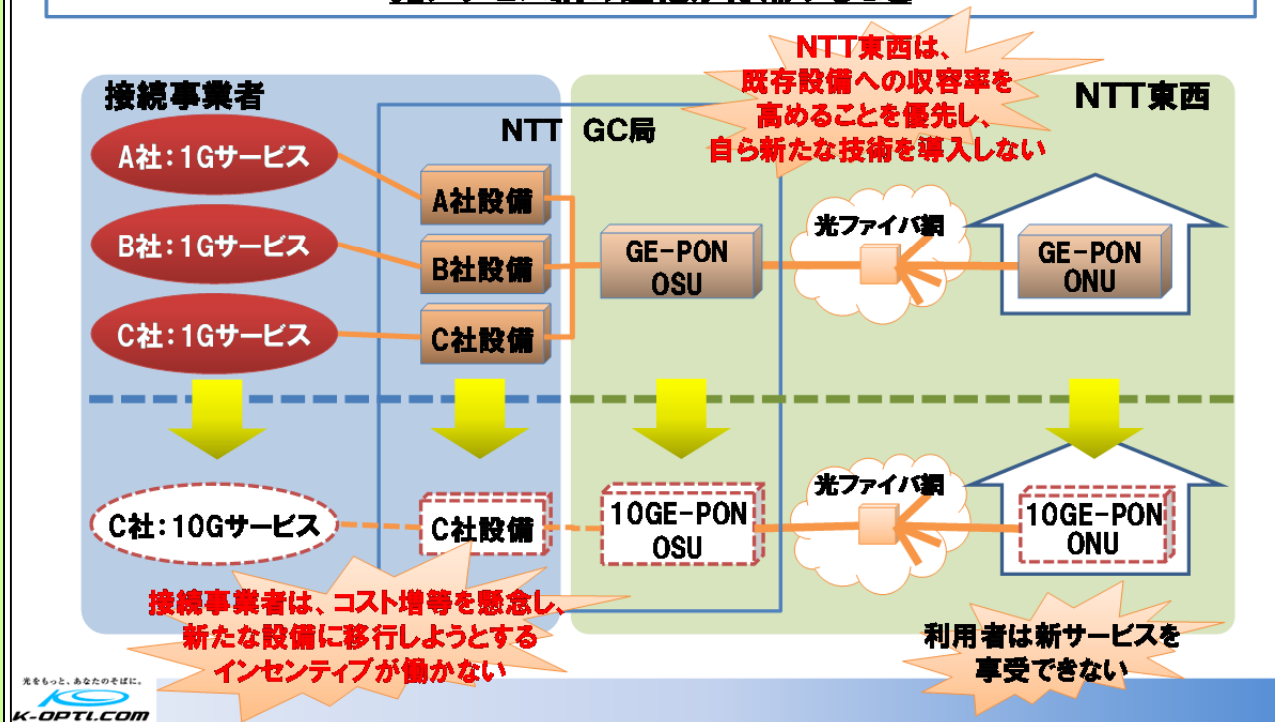 接続事業者
NTT GC局
NTT東西は、
既存設備への収容率を
高めることを優先し、
自ら新たな技術を導入しない
NTT東西
A社:1Gサービス
B社:1Gサービス
C社:1Gサービス
A社設備
B社設備
C社設備
GE-PON
OSU
光ファイバ網
GE-PON
ONU
C社:10Gサービス
C社設備
10GE-PON
OSU
光ファイバ網
10GE-PON
ONU
接続事業者は、コスト増等を懸念し、
新たな設備に移行しようとする
インセンティブが働かない
利用者は新サービスを
享受できない
光をもっと、あなたのそばに。
K-OPTI.COM